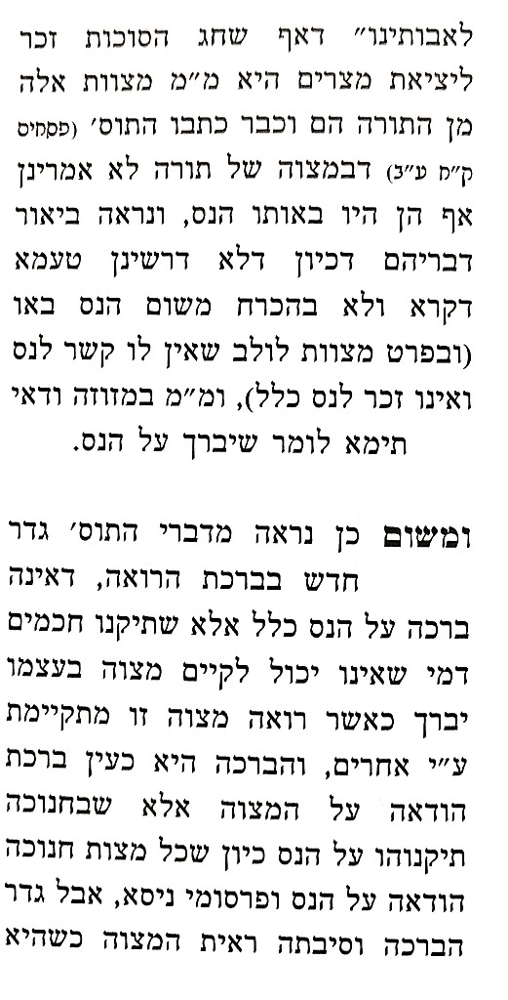 לאבותינו״ דאף שחג הסוכות זכר
ליציאת מצרים היא מ״מ מצוות אלה
מן התורה הם וכבר כתבו התוס׳ (פסחים
ק״ח ע״ב) דבמצוה של תורה לא אמרינן
אף הן היו באותו הנס, ונראה ביאור
דבריהם דכיון דלא דרשינן טעמא
דקרא ולא בהכרח משום הנס באו
(ובפרט מצוות לולב שאין לו קשר לנס
ואינו זכר לנס כלל), ומ״מ במזוזה ודאי
תימא לומר שיברך על הנס.
ומשום כן נראה מדברי התוס׳ גדר
חדש בברכת הרואה, דאינה
ברכה על הנס כלל אלא שתיקנו חכמים
דמי שאינו יכול לקיים מצוה בעצמו
יברך כאשר רואה מצוה זו מתקיימת
ע״י אחרים, והברכה היא כעין ברכת
הודאה על המצוה אלא שבחנוכה
תיקנוהו על הנס כיון שכל מצות חנוכה
הודאה על הנס ופרסומי ניסא, אבל גדר
הברכה וסיבתה ראית המצוה כשהיא